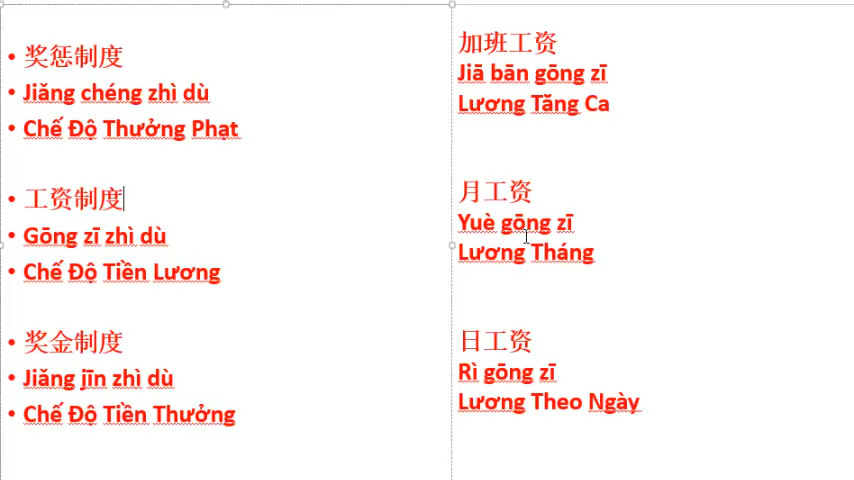 • 奖惩制度
• Jiǎng chéng zhì dù
• Chế Độ Thưởng Phạt
• 工资制度
• Gōng zī zhì dù
• Chế Độ Tiền Lương
• 奖金制度
• Jiǎng jīn zhì dù
• Chế Độ Tiền Thưởng
加班工资
Jiā bān gōng zī
Lương Tăng Ca
月工资
Yuè gōng zī
Lương Tháng
日工资
Rì gōng zī
Lương Theo Ngày